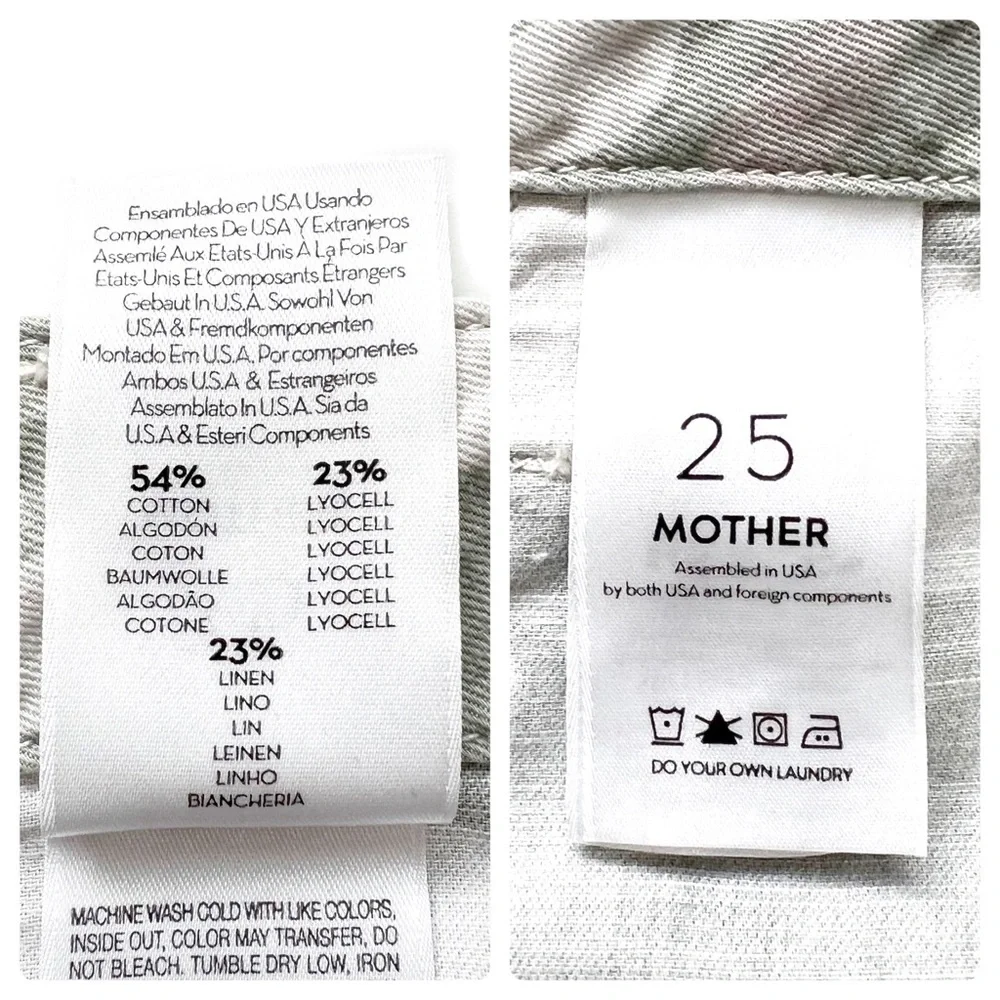 Ensamblado en USA Usando
Componentes De USA Y Extranjeros
Assemlé Aux Etats-Unis À La Fois Par
Etats-Unis Et Composants Étrangers
Gebaut In U.S.A. Sowohl Von
USA & Fremdkomponenten
Montado Em U.S.A, Por componentes
Ambos U.S.A & Estrangeiros
Assemblato In U.S.A. Sia da
U.S.A & Esteri Components
54% 23%
COTTON LYOCELL
ALGODÓN LYOCELL
COTON LYOCELL
BAUMWOLLE LYOCELL
ALGODÃO LYOCELL
COTONE LYOCELL
23%
LINEN
LINO
LIN
LEINEN
LINHO
BIANCHERIA
MACHINE WASH COLD WITH LIKE COLORS,
INSIDE OUT, COLOR MAY TRANSFER, DO
NOT BLEACH. TUMBLE DRY LOW, IRON
25
MOTHER
Assembled in USA
by both USA and foreign components
DO YOUR OWN LAUNDRY